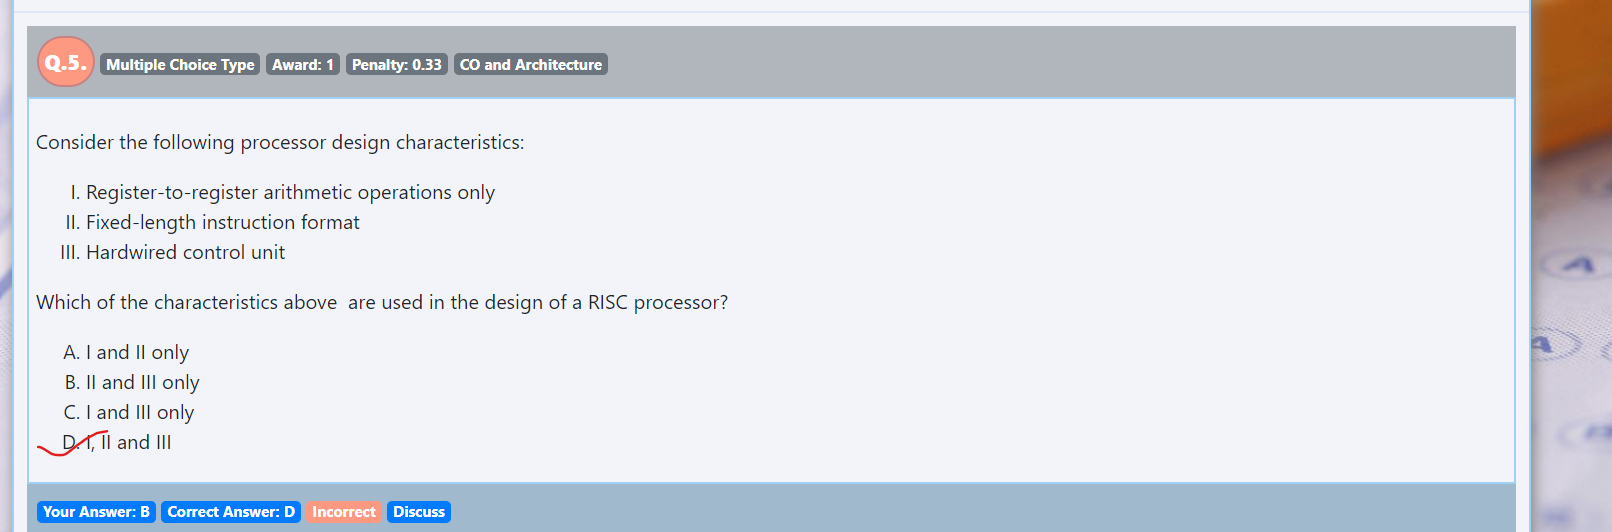 Q.5. Multiple Choice Type Award: 1 Penalty: 0.33 CO and Architecture
Consider the following processor design characteristics:
I. Register-to-register arithmetic operations only
II. Fixed-length instruction format
III. Hardwired control unit
Which of the characteristics above are used in the design of a RISC processor?
A. I and II only
B. II and III only
C. I and III only
D. I, II and III
Your Answer: B Correct Answer: D Incorrect Discuss